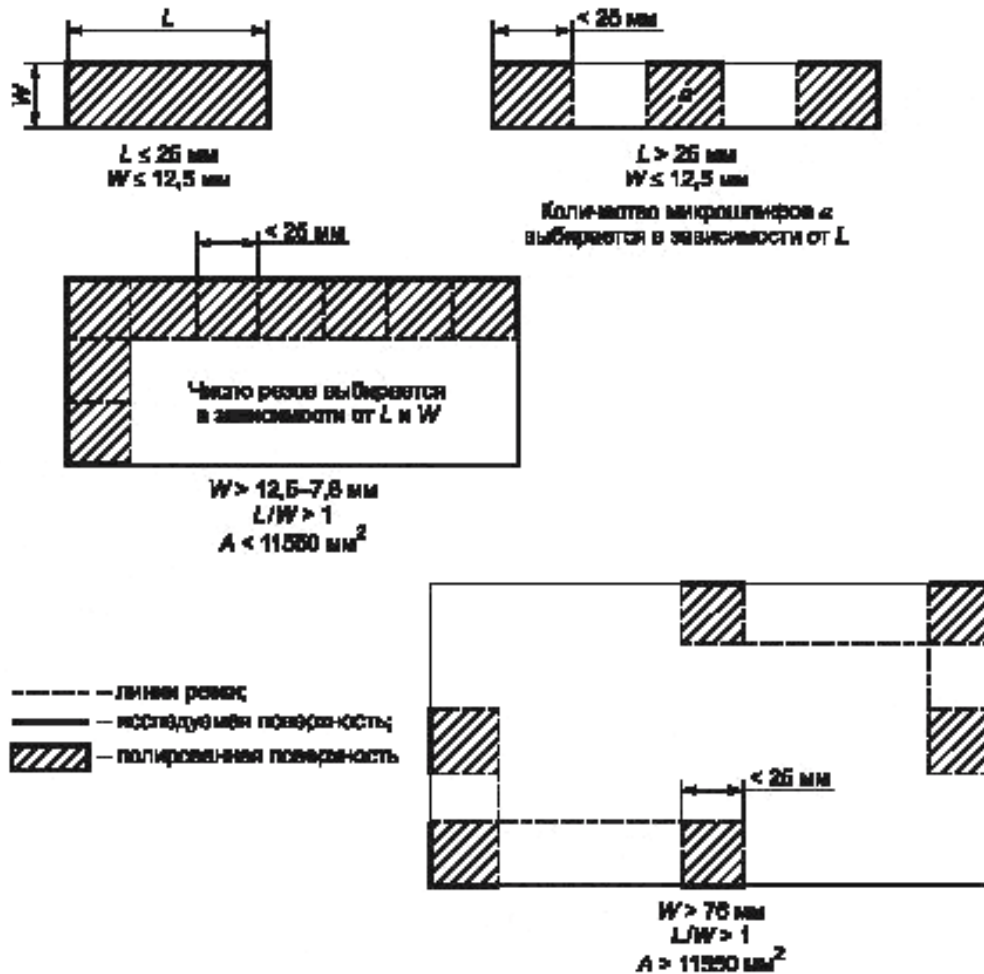 L
< 25 мм
W
a
L ≤ 25 мм
W ≤ 12,5 мм
L > 25 мм
W ≤ 12,5 мм
Количество микрошлифов a
выбирается в зависимости от L
< 25 мм
Число резов выбирается
в зависимости от L и W
W > 12,5–7,6 мм
L/W > 1
A < 11550 мм²
– линии резки;
– исследуемая поверхность;
– полированная поверхность
< 25 мм
W > 76 мм
L/W > 1
A > 11550 мм²